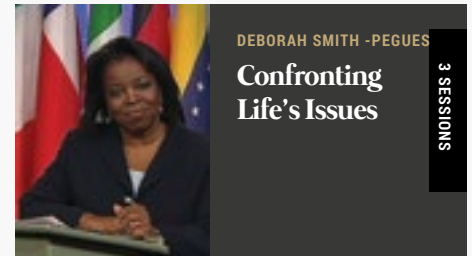 DEBORAH SMITH -PEGUES
Confronting
Life's Issues
3 SESSIONS